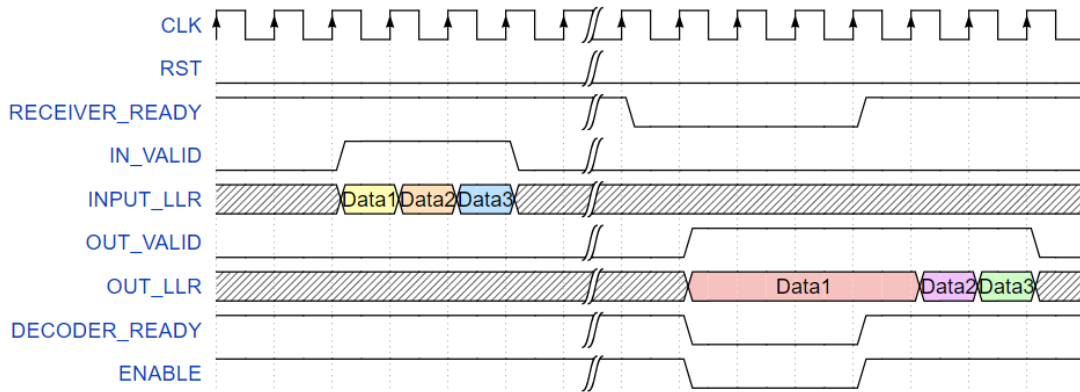 CLK
RST
RECEIVER_READY
IN_VALID
INPUT_LLR Data1 Data2 Data3
OUT_VALID
OUT_LLR Data1 Data2 Data3
DECODER_READY
ENABLE